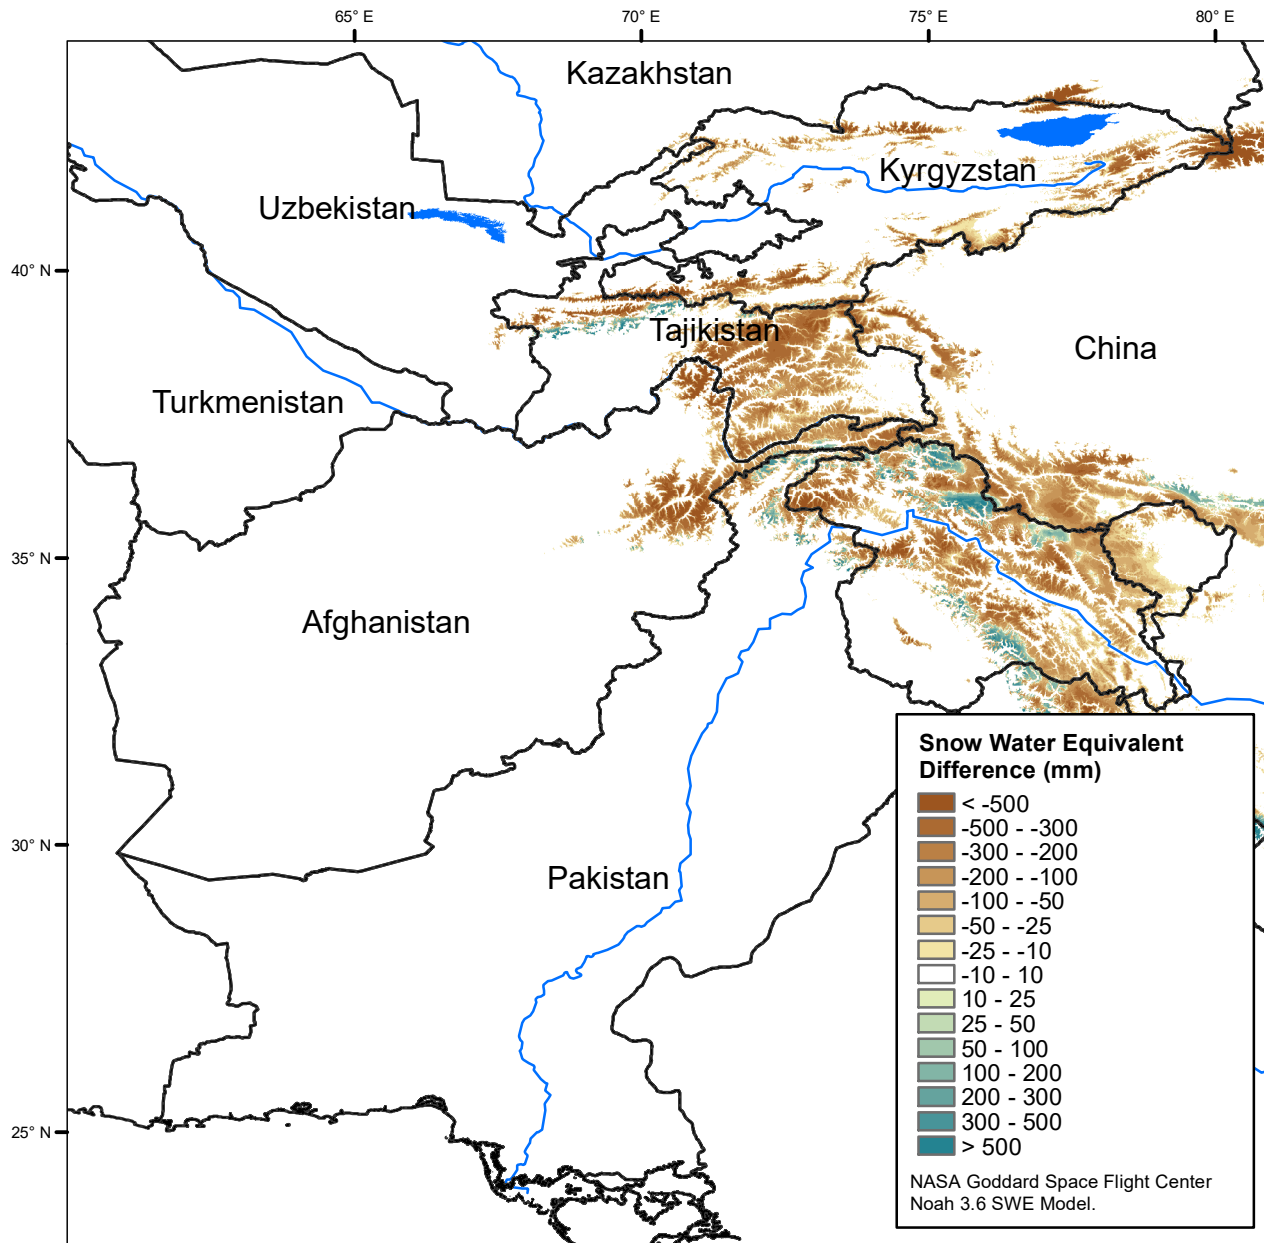 65° E
70° E
75° E
80° E
Kazakhstan
Kyrgyzstan
Uzbekistan
40° N
Tajikistan
China
Turkmenistan
35° N
Afghanistan
30° N
Pakistan
25° N
Snow Water Equivalent
Difference (mm)
< -500
-500 - -300
-300 - -200
-200 - -100
-100 - -50
-50 - -25
-25 - -10
-10 - 10
10 - 25
25 - 50
50 - 100
100 - 200
200 - 300
300 - 500
> 500
NASA Goddard Space Flight Center
Noah 3.6 SWE Model.